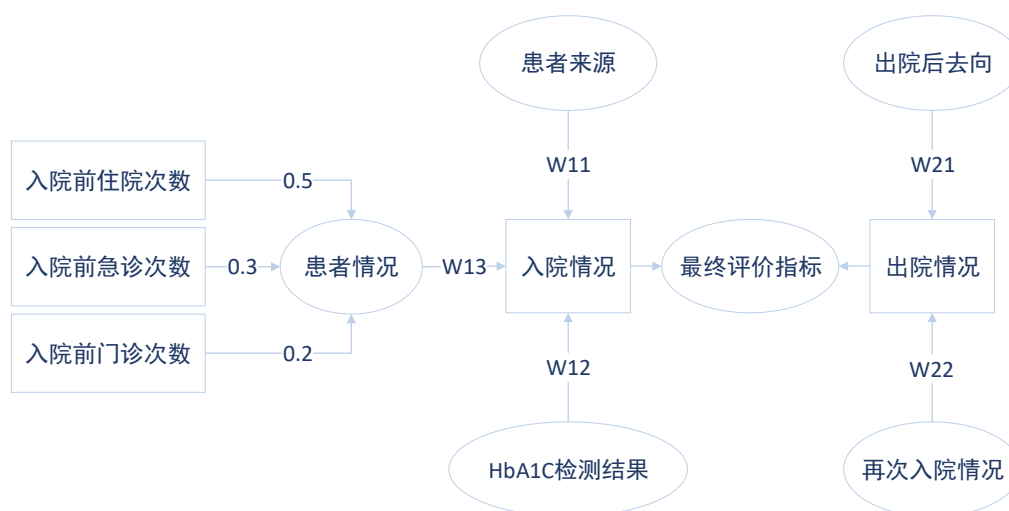 患者来源
出院后去向
W11
W21
入院前住院次数
0.5
入院前急诊次数
0.3
患者情况
W13
入院情况
最终评价指标
出院情况
入院前门诊次数
0.2
W12
W22
HbA1C检测结果
再次入院情况